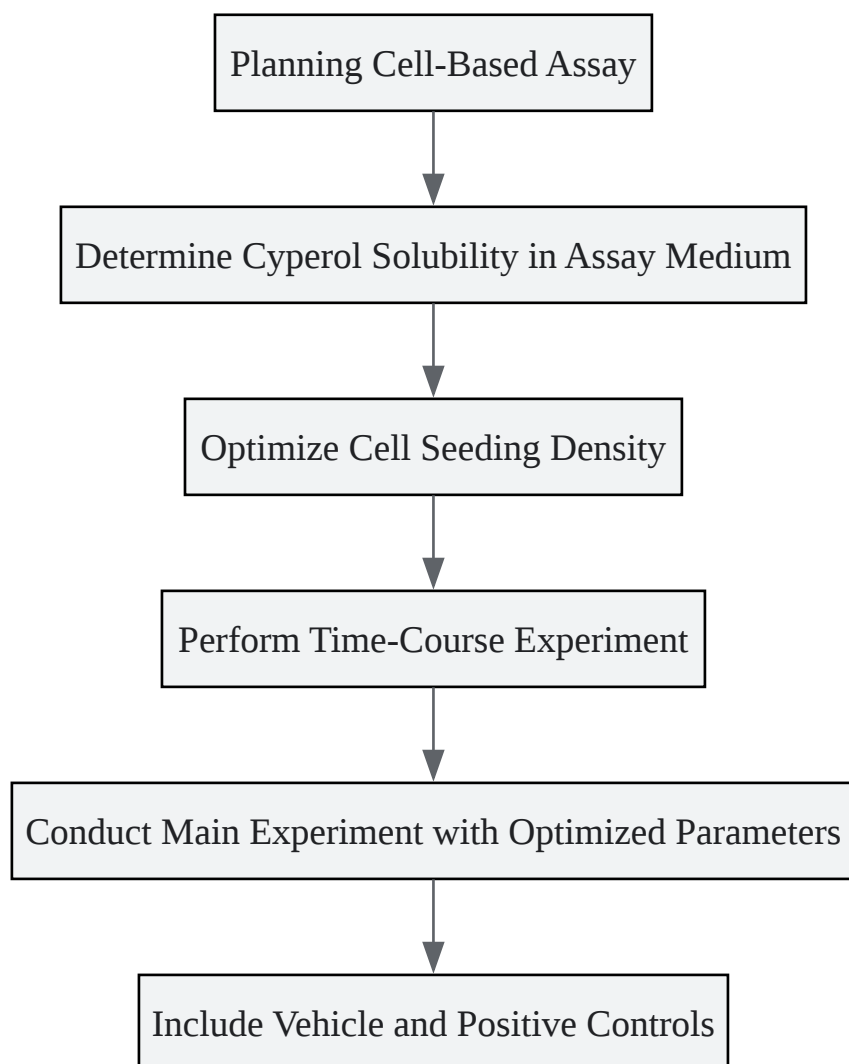 Planning Cell-Based Assay
Determine Cyperol Solubility in Assay Medium
Optimize Cell Seeding Density
Perform Time-Course Experiment
Conduct Main Experiment with Optimized Parameters
Include Vehicle and Positive Controls